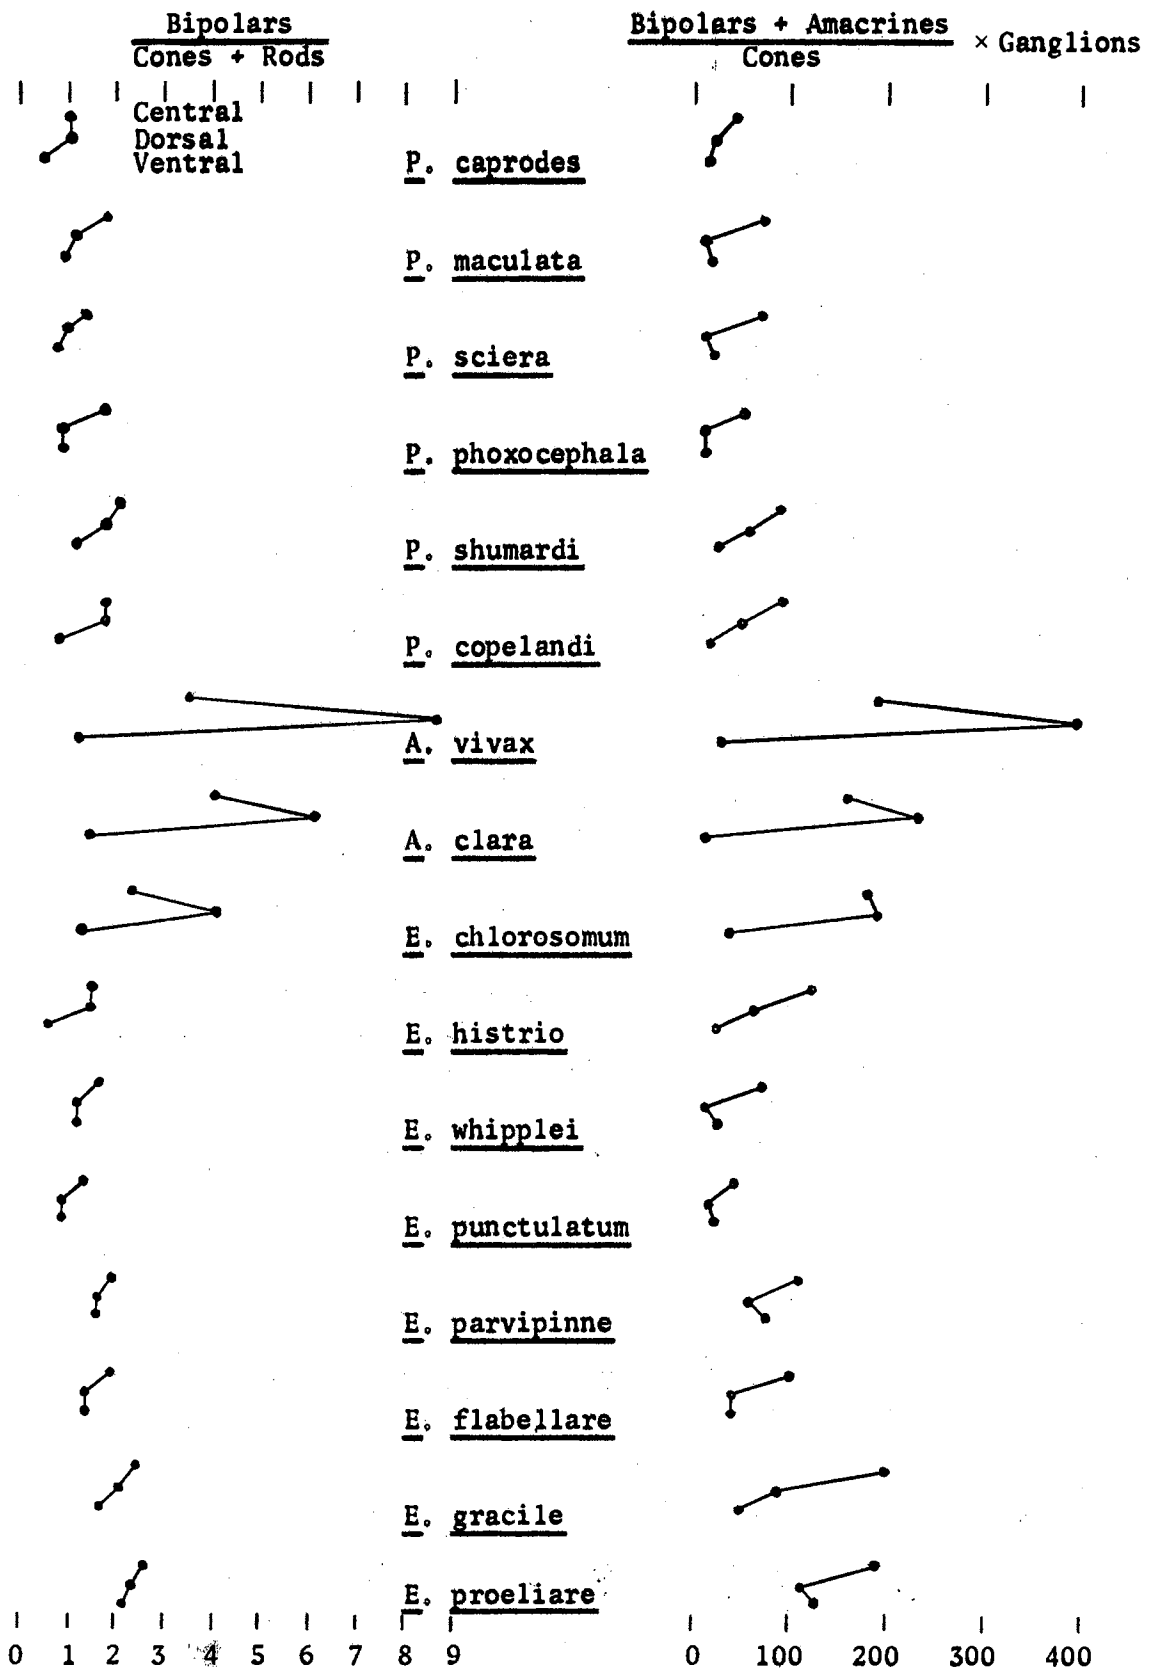 Bipolars
Cones + Rods
Bipolars + Amacrines
Cones
× Ganglions
Central
Dorsal
Ventral
P. caprodes
P. maculata
P. sciera
P. phoxocephala
P. shumardi
P. copelandi
A. vivax
A. clara
E. chlorosomum
E. histrio
E. whipplei
E. punctulatum
E. parvipinne
E. flabellare
E. gracile
E. proeliare
0 1 2 3 4 5 6 7 8 9 0 100 200 300 400